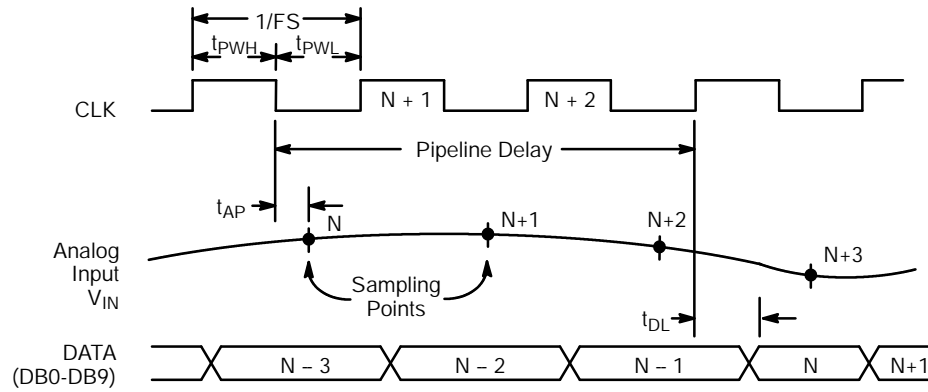 1/FS
tPWH tPWL
CLK
N + 1
N + 2
Pipeline Delay
tAP
N
N+1
N+2
N+3
Analog
Input
VIN
Sampling
Points
tDL
DATA
(DB0-DB9)
N – 3
N – 2
N – 1
N
N+1